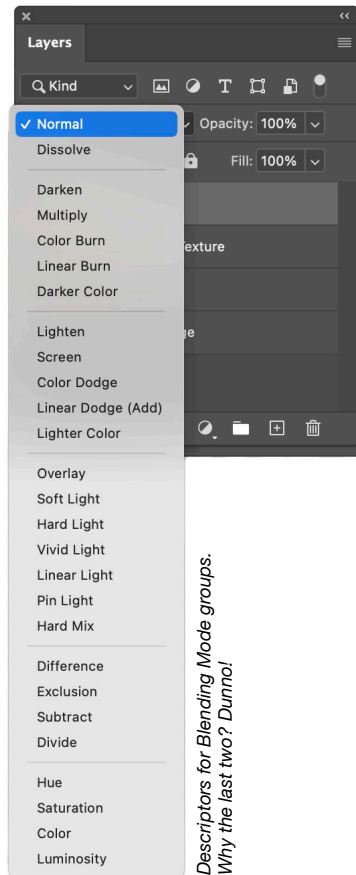 Layers
Kind
T
Normal
Opacity: 100%
Dissolve
Fill: 100%
Darken
Multiply
exture
Color Burn
Linear Burn
Darker Color
Lighten
ge
Screen
Color Dodge
Linear Dodge (Add)
Lighter Color
Overlay
Soft Light
Hard Light
Vivid Light
Linear Light
Pin Light
Hard Mix
Difference
Exclusion
Subtract
Divide
Hue
Saturation
Color
Luminosity
Descriptors for Blending Mode groups.
Why the last two? Dunno!